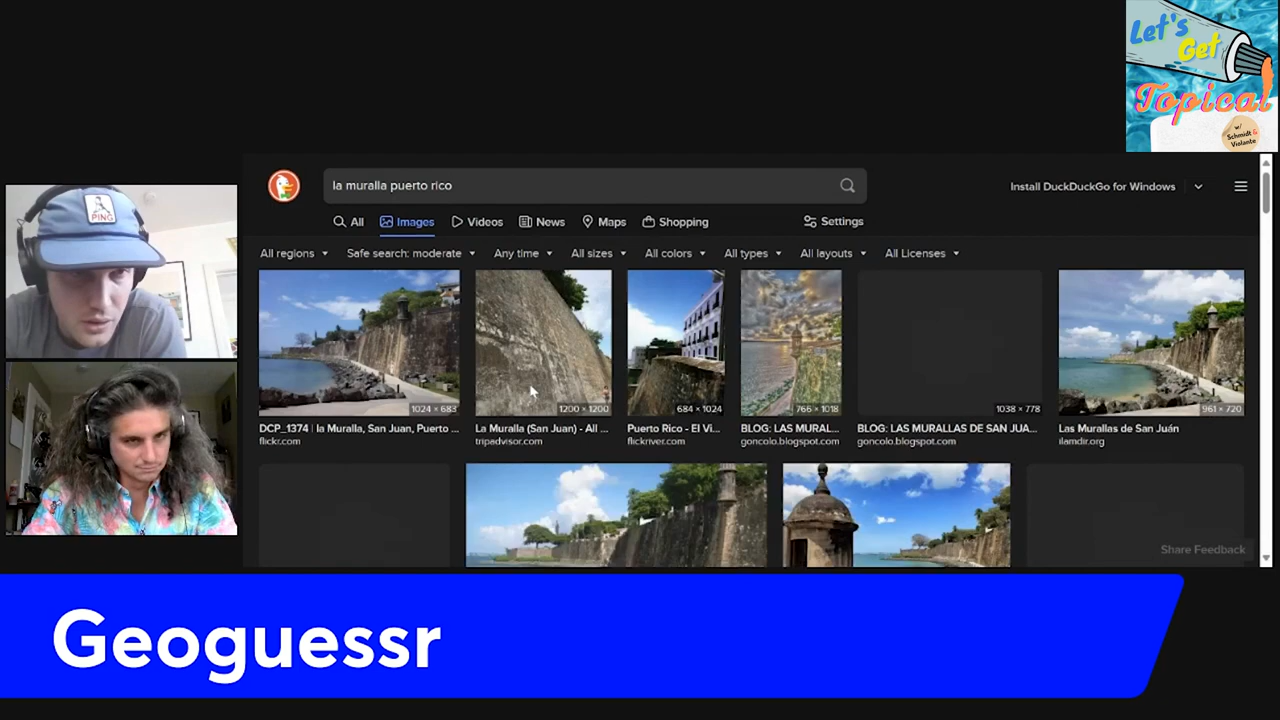 Let's
Get
Topical
w/
Schmidt &
Violante
la muralla puerto rico
Install DuckDuckGo for Windows
All Images Videos News Maps Shopping Settings
All regions Safe search: moderate Any time All sizes All colors All types All layouts All Licenses
PING
1024 × 683 1200 × 1200 684 × 1024 766 × 1018 1038 × 778 961 × 720
DCP_1374 | la Muralla, San Juan, Puerto ... La Muralla (San Juan) - All ... Puerto Rico - El Vi... BLOG: LAS MURAL... BLOG: LAS MURALLAS DE SAN JUA... Las Murallas de San Juán
flickr.com tripadvisor.com flickriver.com goncolo.blogspot.com goncolo.blogspot.com ilamdir.org
Share Feedback
Geoguessr